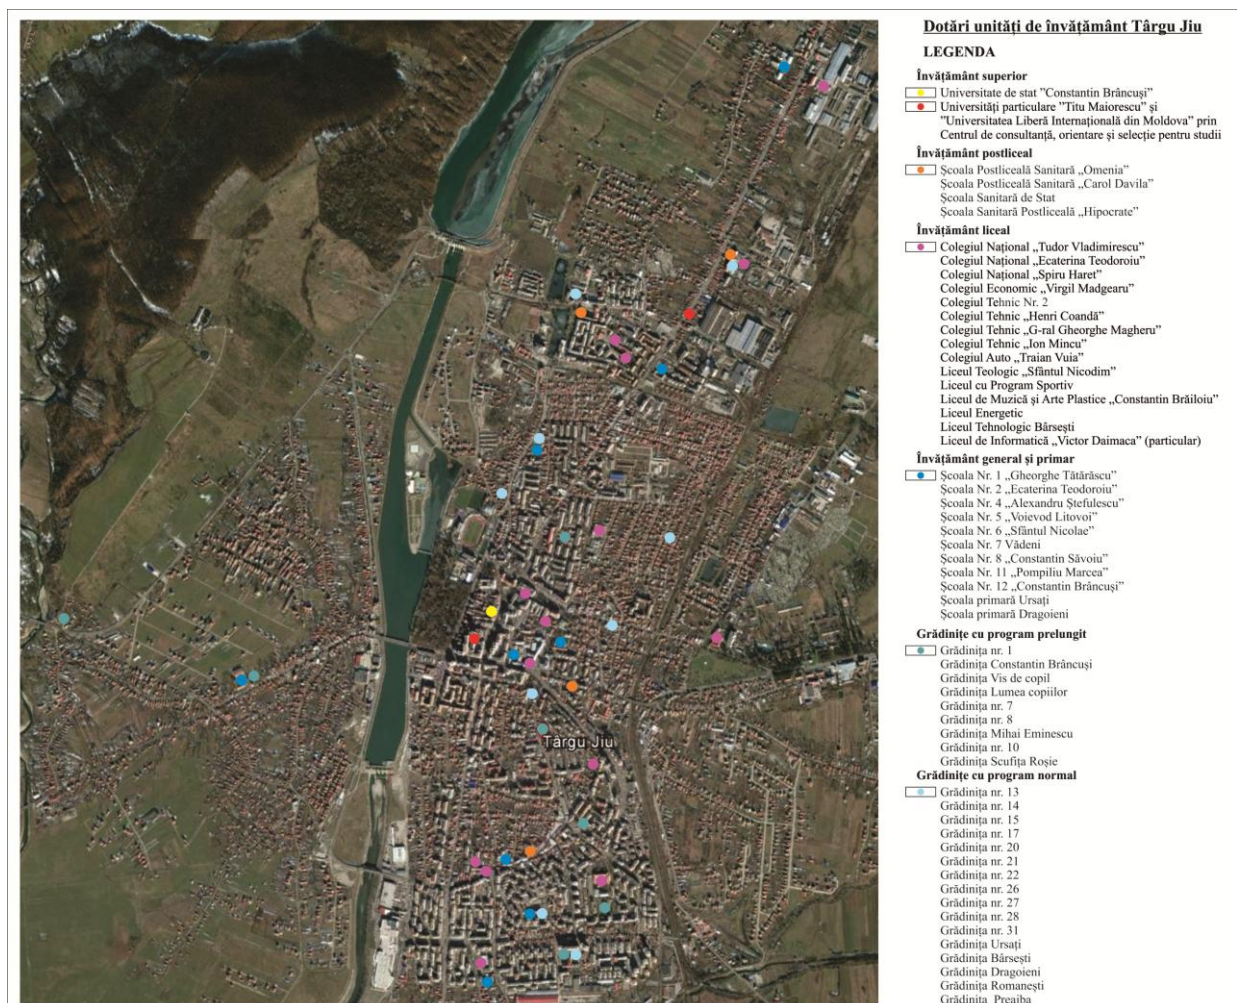 Dotări unități de învățământ Târgu Jiu
LEGENDA
Învățământ superior
Universitate de stat "Constantin Brâncuși"
Universități particulare "Titu Maiorescu" și
"Universitatea Liberă Internațională din Moldova" prin
Centrul de consultanță, orientare și selecție pentru studii
Învățământ postliceal
Școala Postliceală Sanitară „Omenia”
Școala Postliceală Sanitară „Carol Davila”
Școala Sanitară de Stat
Școala Sanitară Postliceală „Hipocrate”
Învățământ liceal
Colegiul Național „Tudor Vladimirescu”
Colegiul Național „Ecaterina Teodoroiu”
Colegiul Național „Spiru Haret”
Colegiul Economic „Virgil Madgearu”
Colegiul Tehnic Nr. 2
Colegiul Tehnic „Henri Coandă”
Colegiul Tehnic „G-ral Gheorghe Magheru”
Colegiul Tehnic „Ion Mincu”
Colegiul Auto „Traian Vuia”
Liceul Teologic „Sfântul Nicodim”
Liceul cu Program Sportiv
Liceul de Muzică și Arte Plastice „Constantin Brăiloiu”
Liceul Energetic
Liceul Tehnologic Bârsești
Liceul de Informatică „Victor Daimaca” (particular)
Învățământ general și primar
Școala Nr. 1 „Gheorghe Tătărăscu”
Școala Nr. 2 „Ecaterina Teodoroiu”
Școala Nr. 4 „Alexandru Ștefulescu”
Școala Nr. 5 „Voievod Litovoi”
Școala Nr. 6 „Sfântul Nicolae”
Școala Nr. 7 Vădeni
Școala Nr. 8 „Constantin Săvoiu”
Școala Nr. 11 „Pompiliu Marcea”
Școala Nr. 12 „Constantin Brâncuși”
Școala primară Ursați
Școala primară Dragoieni
Grădinițe cu program prelungit
Grădinița nr. 1
Grădinița Constantin Brâncuși
Grădinița Vis de copil
Grădinița Lumea copiilor
Grădinița nr. 7
Grădinița nr. 8
Grădinița Mihai Eminescu
Grădinița nr. 10
Grădinița Scufița Roșie
Grădinițe cu program normal
Grădinița nr. 13
Grădinița nr. 14
Grădinița nr. 15
Grădinița nr. 17
Grădinița nr. 20
Grădinița nr. 21
Grădinița nr. 22
Grădinița nr. 26
Grădinița nr. 27
Grădinița nr. 28
Grădinița nr. 31
Grădinița Ursați
Grădinița Bârsești
Grădinița Dragoieni
Grădinița Romanești
Grădinița Preajba
Târgu Jiu